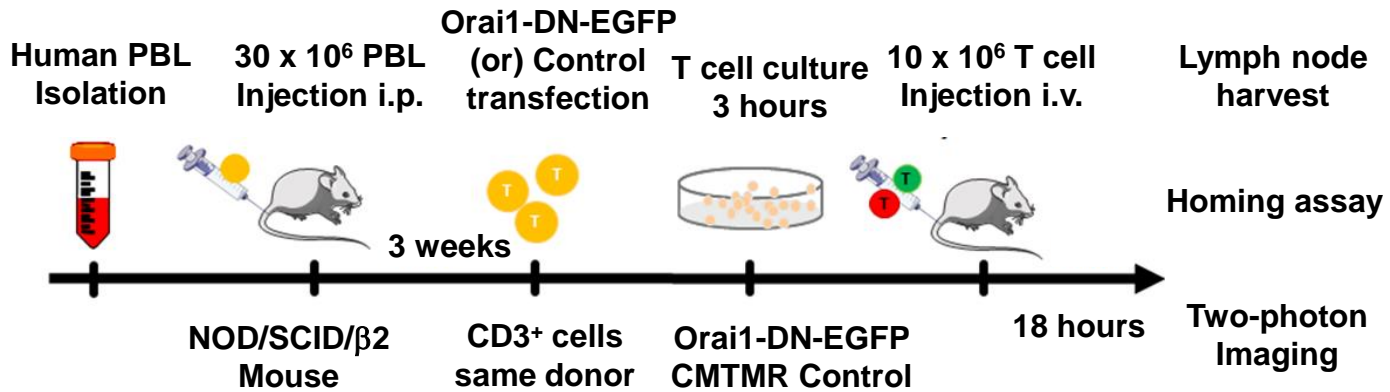 Human PBL
Isolation
30 x 10⁶ PBL
Injection i.p.
Orai1-DN-EGFP
(or) Control
transfection
T cell culture
3 hours
10 x 10⁶ T cell
Injection i.v.
Lymph node
harvest
T
T
T
T
T
Homing assay
3 weeks
18 hours
NOD/SCID/β2
Mouse
CD3⁺ cells
same donor
Orai1-DN-EGFP
CMTMR Control
Two-photon
Imaging